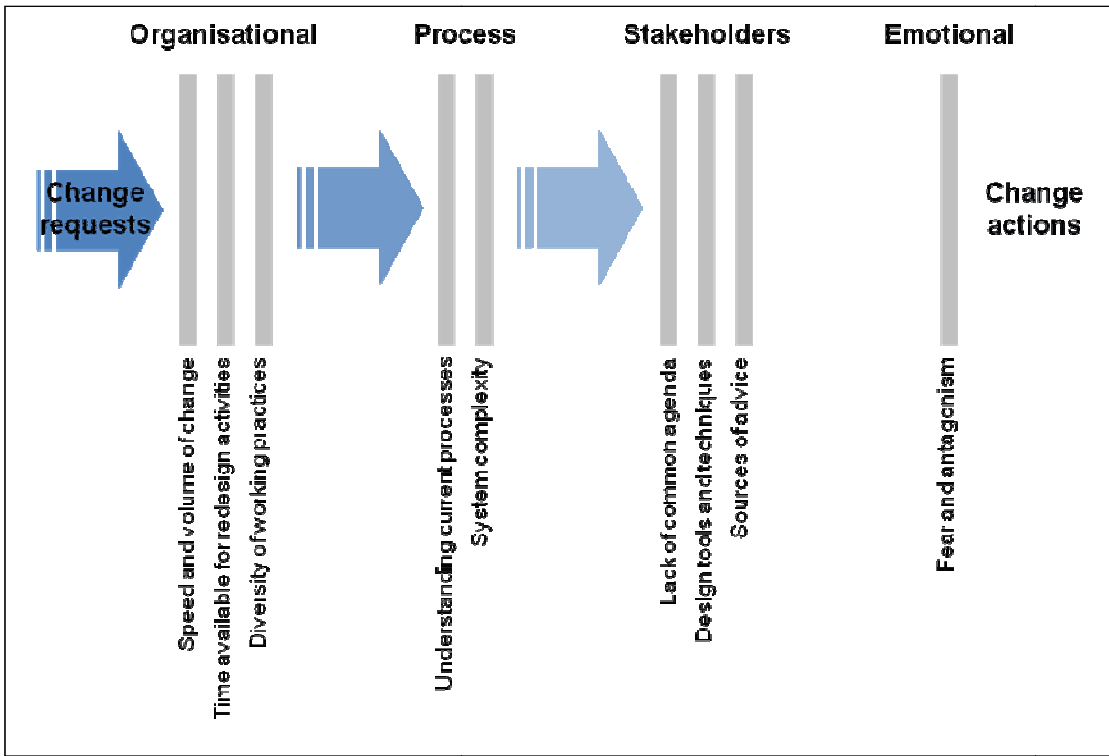 Organisational
Process
Stakeholders
Emotional
Change
requests
Change
actions
Speed and volume of change
Time available for redesign activities
Diversity of working practices
Understanding current processes
System complexity
Lack of common agenda
Design tools and techniques
Sources of advice
Fear and antagonism